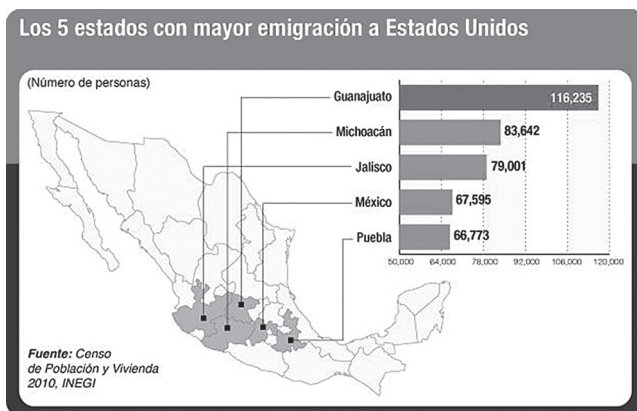 Los 5 estados con mayor emigración a Estados Unidos
(Número de personas)
Guanajuato 116,235
Michoacán 83,642
Jalisco 79,001
México 67,595
Puebla 66,773
50,000 64,000 78,000 92,000 106,000 120,000
Fuente: Censo
de Población y Vivienda
2010, INEGI